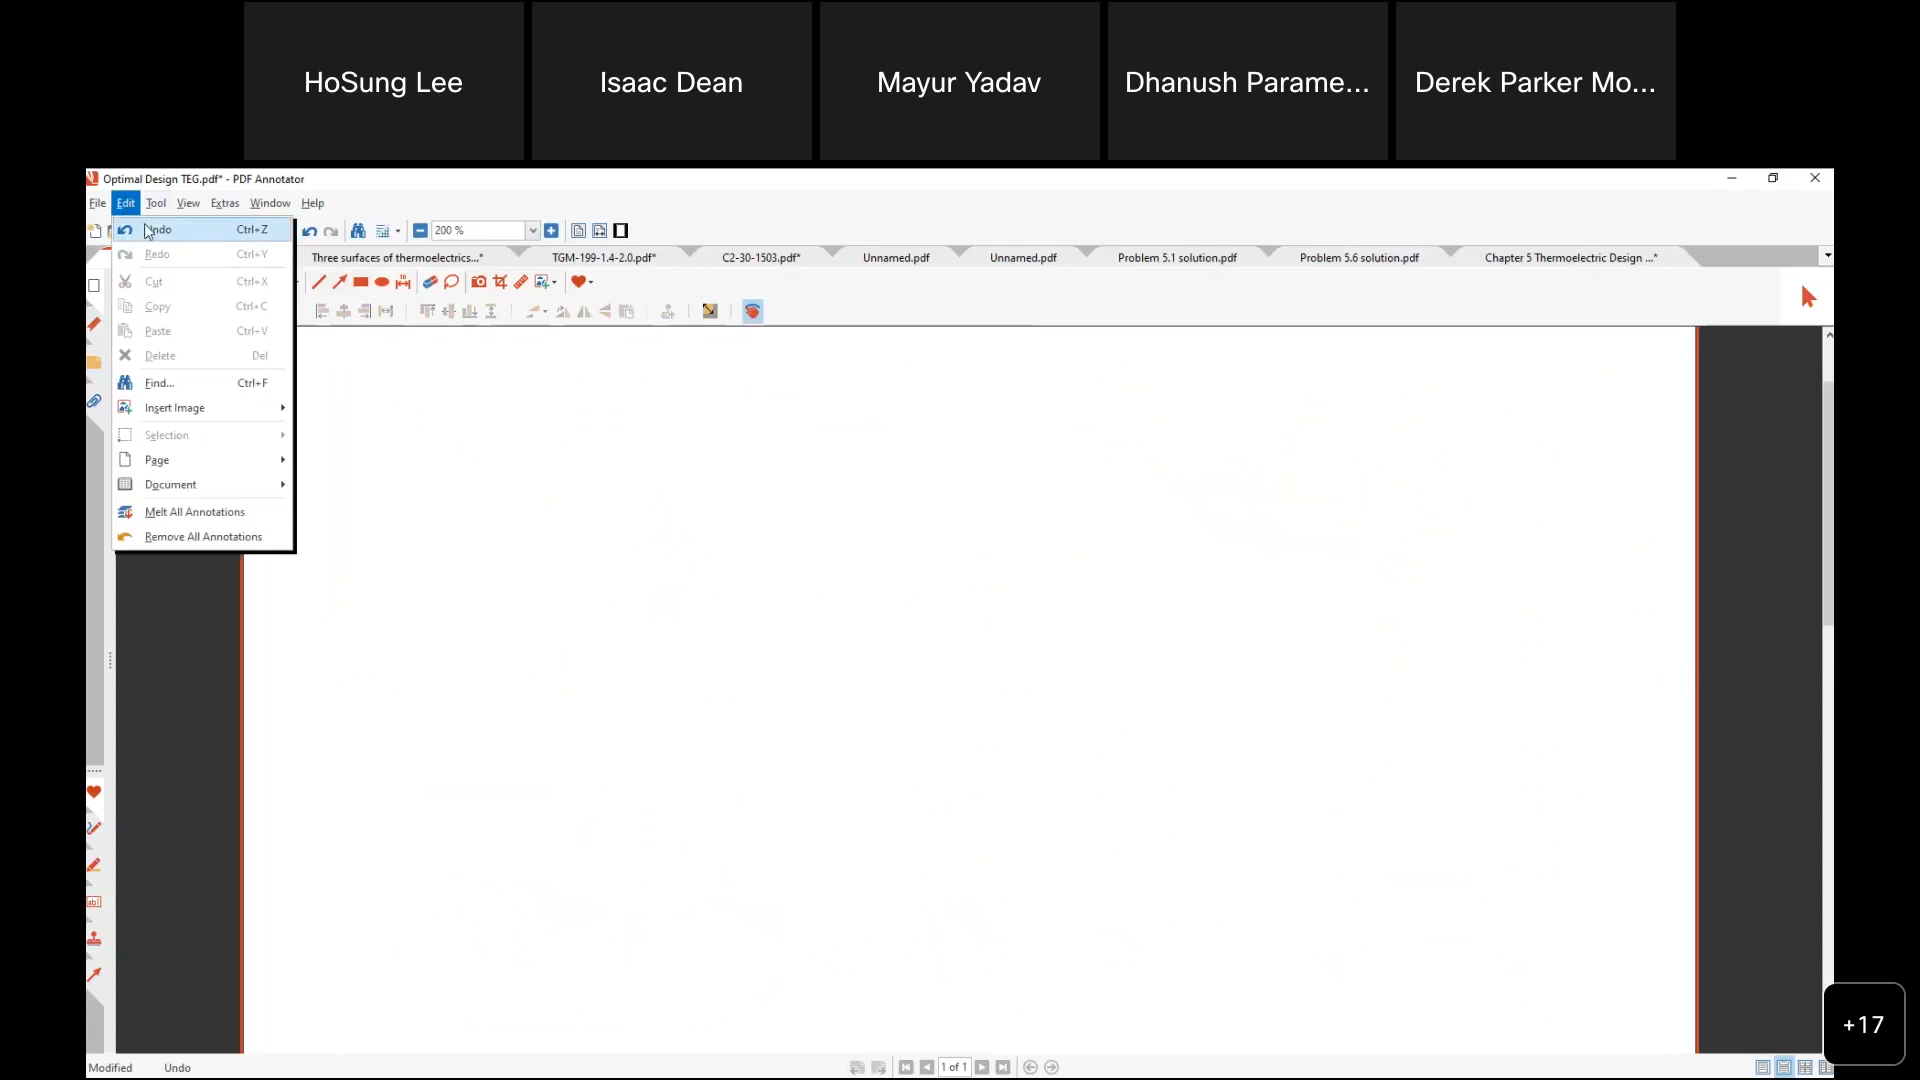 HoSung Lee
Isaac Dean
Mayur Yadav
Dhanush Parame...
Derek Parker Mo...
Optimal Design TEG.pdf* - PDF Annotator
File Edit Tool View Extras Window Help
Undo Ctrl+Z
200 %
Redo Ctrl+Y
Three surfaces of thermoelectrics...* TGM-199-1.4-2.0.pdf* C2-30-1503.pdf* Unnamed.pdf Unnamed.pdf Problem 5.1 solution.pdf Problem 5.6 solution.pdf Chapter 5 Thermoelectric Design ...*
Cut Ctrl+X
Copy Ctrl+C
Paste Ctrl+V
Delete Del
Find... Ctrl+F
Insert Image
Selection
Page
Document
Melt All Annotations
Remove All Annotations
+17
Modified Undo 1 of 1